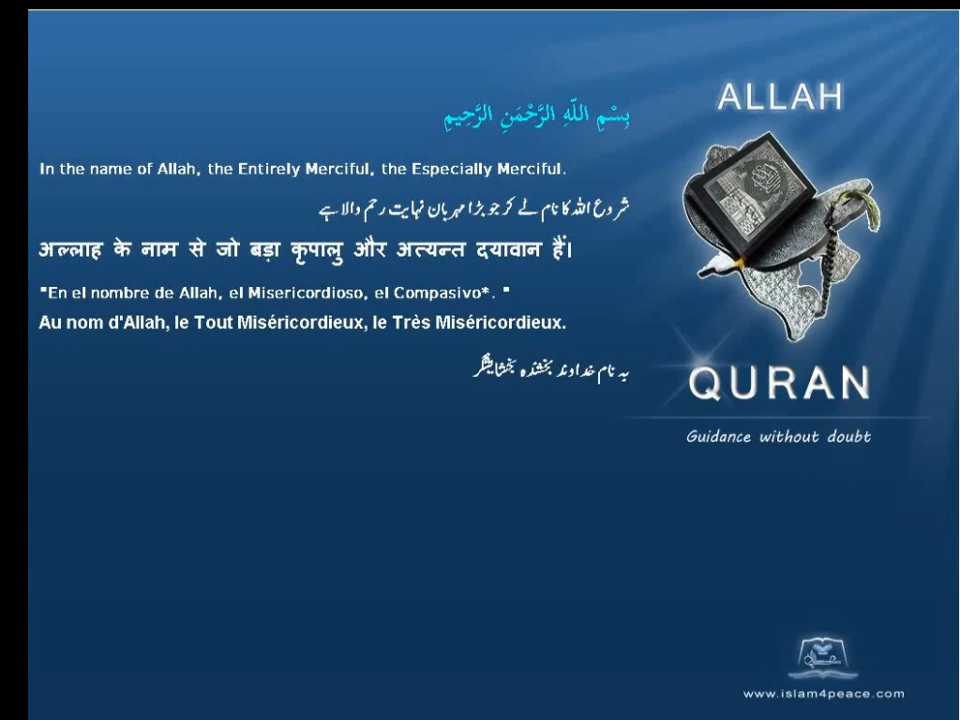 بِسْمِ اللَّهِ الرَّحْمَنِ الرَّحِيمِ
In the name of Allah, the Entirely Merciful, the Especially Merciful.
شروع الله کا نام لے کر جو بڑا مہربان نہایت رحم والا ہے
अल्लाह के नाम से जो बड़ा कृपालु और अत्यन्त दयावान हैं।
"En el nombre de Allah, el Misericordioso, el Compasivo*. "
Au nom d'Allah, le Tout Miséricordieux, le Très Miséricordieux.
به نام خداوند بخشنده بخشایشگر
ALLAH
QURAN
Guidance without doubt
www.islam4peace.com